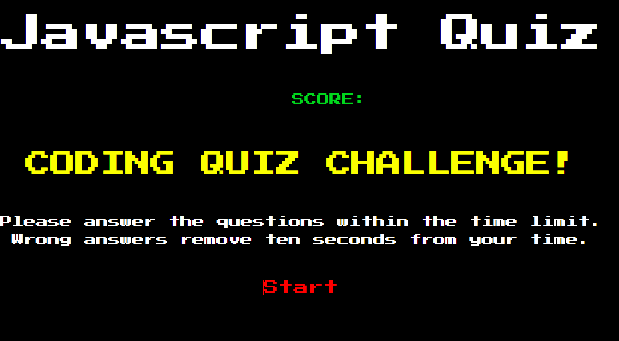 Javascript Quiz
SCORE:
CODING QUIZ CHALLENGE!
Please answer the questions within the time limit.
Wrong answers remove ten seconds from your time.
Start